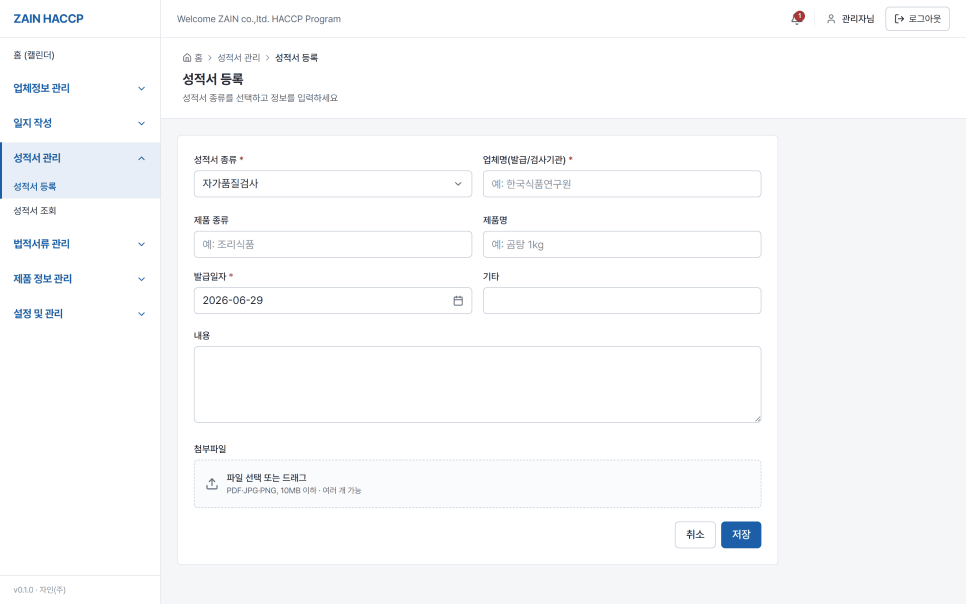 ZAIN HACCP
Welcome ZAIN co.,ltd. HACCP Program
1
관리자님
로그아웃
홈 (캘린더)
업체정보 관리
일지 작성
성적서 관리
성적서 등록
성적서 조회
법적서류 관리
제품 정보 관리
설정 및 관리
v0.1.0 · 자인(주)
홈 > 성적서 관리 > 성적서 등록
성적서 등록
성적서 종류를 선택하고 정보를 입력하세요
성적서 종류 *
자가품질검사
업체명(발급/검사기관) *
예: 한국식품연구원
제품 종류
예: 조리식품
제품명
예: 곰탕 1kg
발급일자 *
2026-06-29
기타
내용
첨부파일
파일 선택 또는 드래그
PDF·JPG·PNG, 10MB 이하 · 여러 개 가능
취소
저장